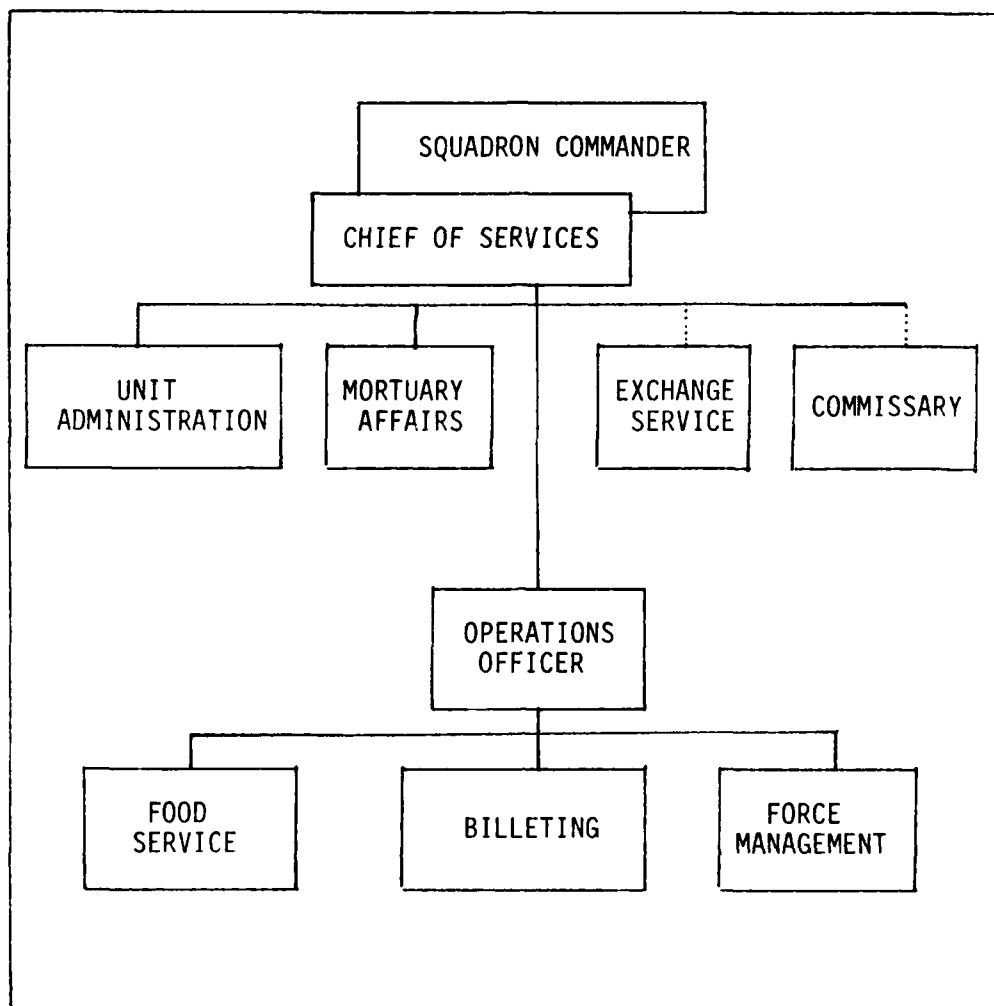 SQUADRON COMMANDER
CHIEF OF SERVICES
UNIT
ADMINISTRATION
MORTUARY
AFFAIRS
EXCHANGE
SERVICE
COMMISSARY
OPERATIONS
OFFICER
FOOD
SERVICE
BILLETING
FORCE
MANAGEMENT